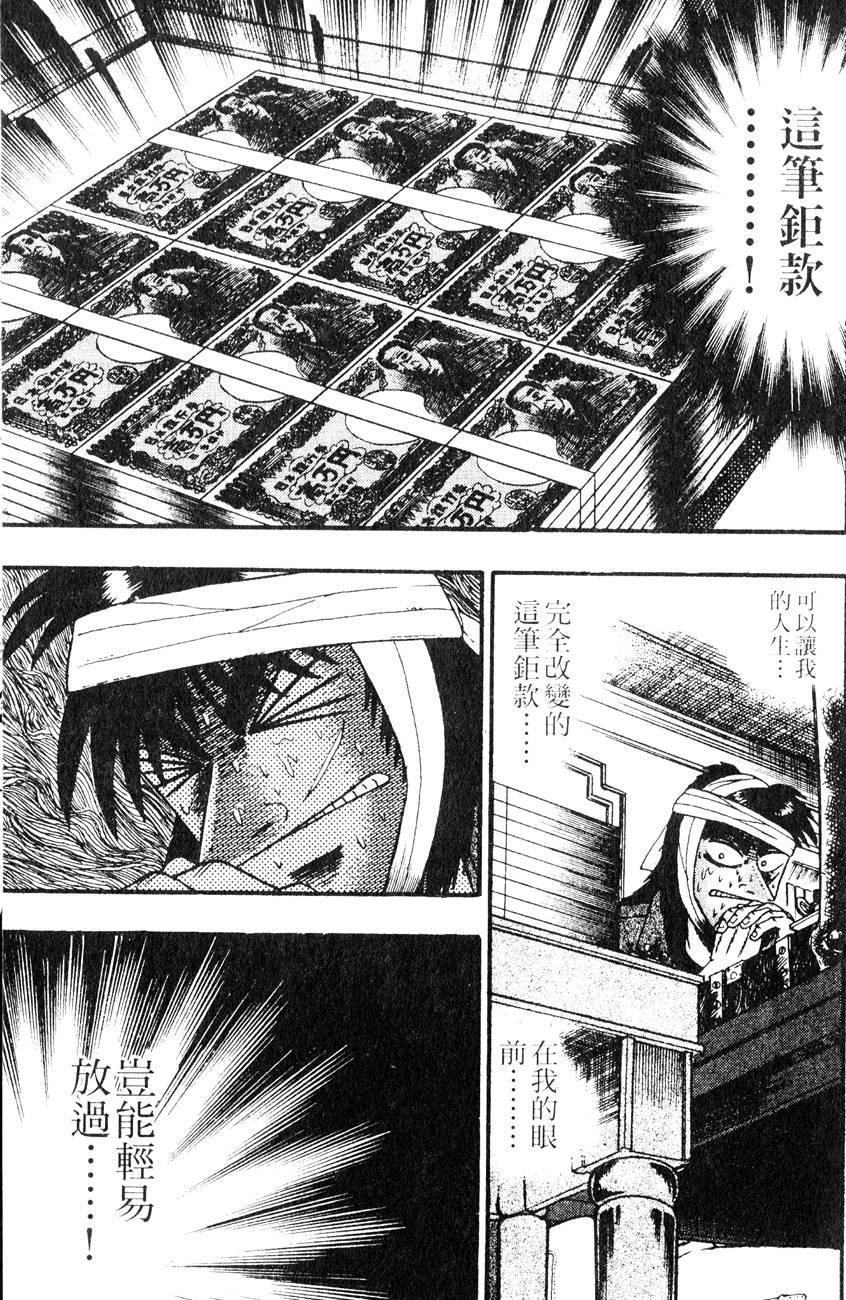 這筆鉅款
………！
可以讓我
的人生…
完全改變的
這筆鉅款……
在我的眼
前……
豈能輕易
放過……！